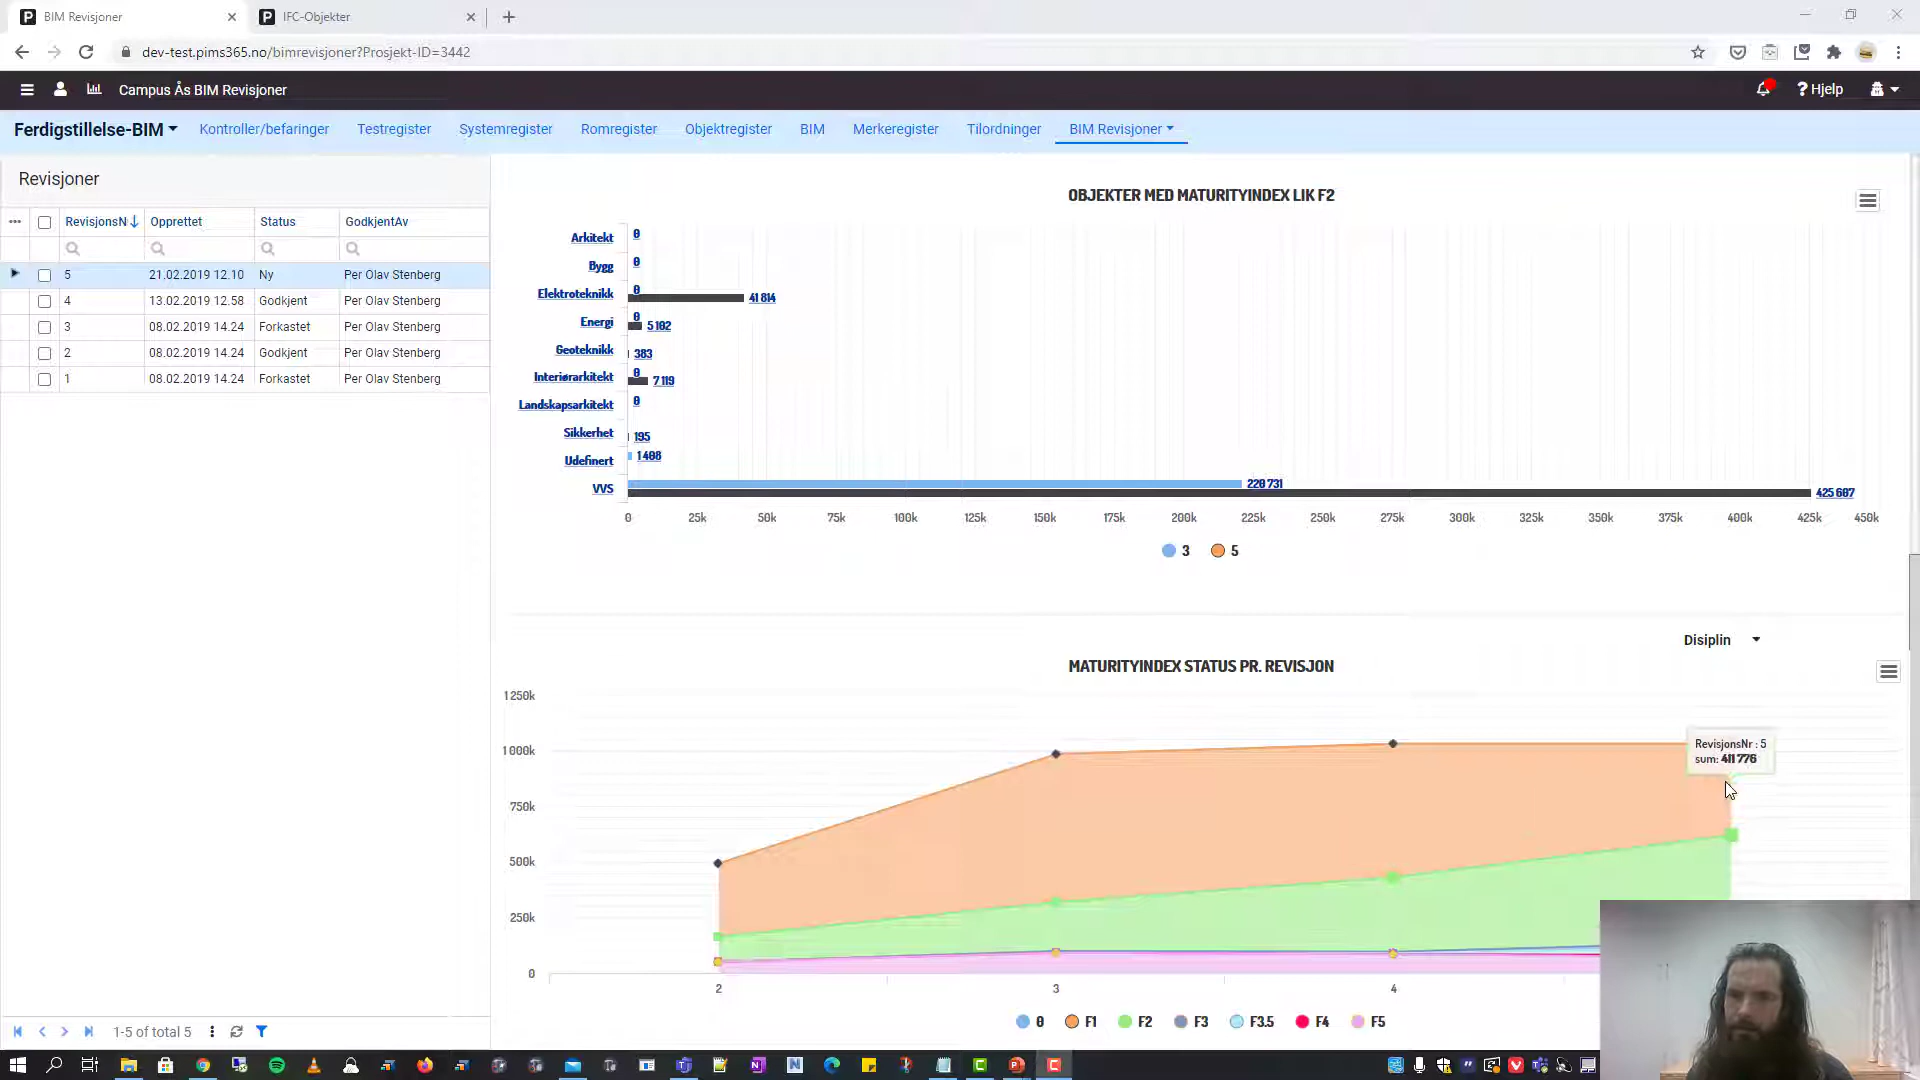 BIM Revisjoner
IFC-Objekter
dev-test.pims365.no/bimrevisjoner?Prosjekt-ID=3442
Campus Ås BIM Revisjoner
? Hjelp
Ferdigstillelse-BIM
Kontroller/befaringer
Testregister
Systemregister
Romregister
Objektregister
BIM
Merkeregister
Tilordninger
BIM Revisjoner
Revisjoner
RevisjonsN Opprettet Status GodkjentAv
5 21.02.2019 12.10 Ny Per Olav Stenberg
4 13.02.2019 12.58 Godkjent Per Olav Stenberg
3 08.02.2019 14.24 Forkastet Per Olav Stenberg
2 08.02.2019 14.24 Godkjent Per Olav Stenberg
1 08.02.2019 14.24 Forkastet Per Olav Stenberg
1-5 of total 5
OBJEKTER MED MATURITYINDEX LIK F2
Arkitekt 0
Bygg 0
Elektroteknikk 0 41 814
Energi 0 5 102
Geoteknikk 383
Interiørarkitekt 0 7 119
Landskapsarkitekt 0
Sikkerhet 195
Udefinert 1 408
VVS 220 731 425 607
0 25k 50k 75k 100k 125k 150k 175k 200k 225k 250k 275k 300k 325k 350k 375k 400k 425k 450k
3 5
Disiplin
MATURITYINDEX STATUS PR. REVISJON
1 250k
1 000k
750k
500k
250k
0
RevisjonsNr : 5
sum: 411 776
2 3 4
0 F1 F2 F3 F3.5 F4 F5